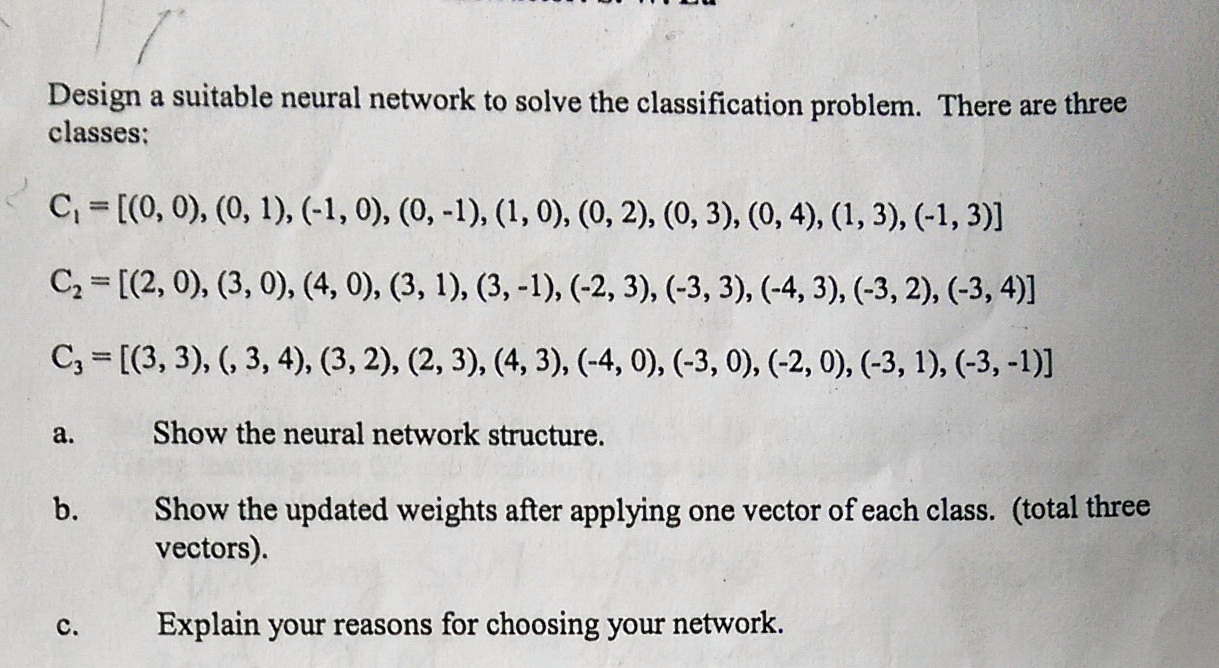 Design a suitable neural network to solve the classification problem. There are three
classes:
C₁ = [(0, 0), (0, 1), (-1, 0), (0, -1), (1, 0), (0, 2), (0, 3), (0, 4), (1, 3), (-1, 3)]
C₂ = [(2, 0), (3, 0), (4, 0), (3, 1), (3, -1), (-2, 3), (-3, 3), (-4, 3), (-3, 2), (-3, 4)]
C₃ = [(3, 3), (, 3, 4), (3, 2), (2, 3), (4, 3), (-4, 0), (-3, 0), (-2, 0), (-3, 1), (-3, -1)]
a. Show the neural network structure.
b. Show the updated weights after applying one vector of each class. (total three
vectors).
c. Explain your reasons for choosing your network.